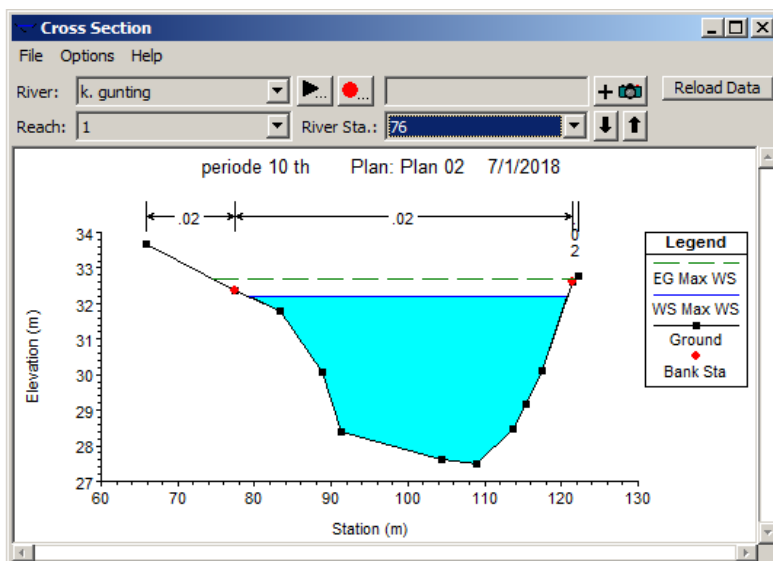 Cross Section
File Options Help
River: k. gunting
Reload Data
Reach: 1 River Sta.: 76
periode 10 th Plan: Plan 02 7/1/2018
.02 .02 .02
34
33
32
31
30
29
28
27
Elevation (m)
60 70 80 90 100 110 120 130
Station (m)
Legend
EG Max WS
WS Max WS
Ground
Bank Sta